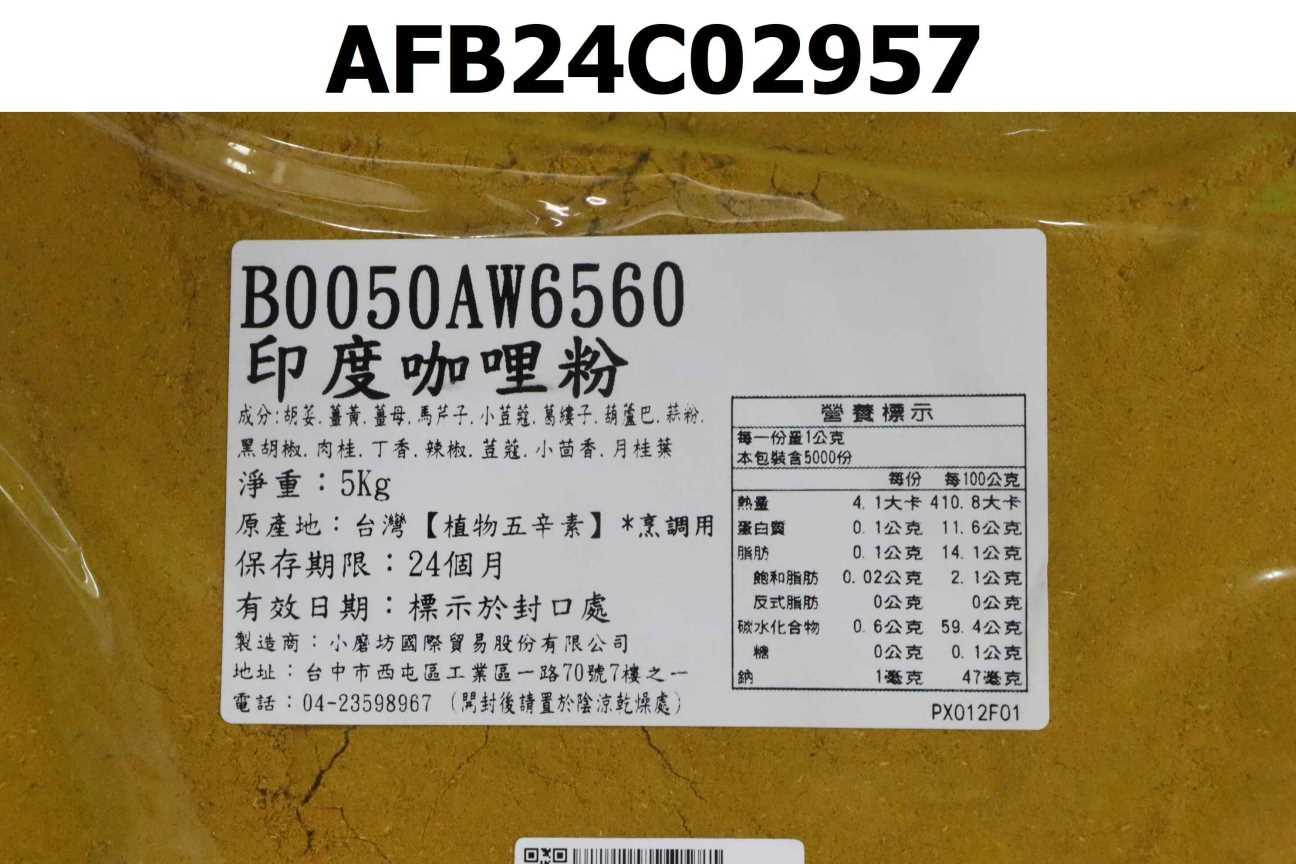 AFB24C02957
B0050AW6560
印度咖哩粉
成分:胡荽.薑黃.薑母.馬芹子.小荳蔻.葛縷子.葫蘆巴.蒜粉.
黑胡椒.肉桂.丁香.辣椒.荳蔻.小茴香.月桂葉
淨重：5Kg
原產地：台灣【植物五辛素】*烹調用
保存期限：24個月
有效日期：標示於封口處
製造商：小磨坊國際貿易股份有限公司
地址：台中市西屯區工業區一路70號7樓之一
電話：04-23598967（開封後請置於陰涼乾燥處）
營養標示
每一份量1公克
本包裝含5000份
每份 每100公克
熱量 4.1大卡 410.8大卡
蛋白質 0.1公克 11.6公克
脂肪 0.1公克 14.1公克
飽和脂肪 0.02公克 2.1公克
反式脂肪 0公克 0公克
碳水化合物 0.6公克 59.4公克
糖 0公克 0.1公克
鈉 1毫克 47毫克
PX012F01